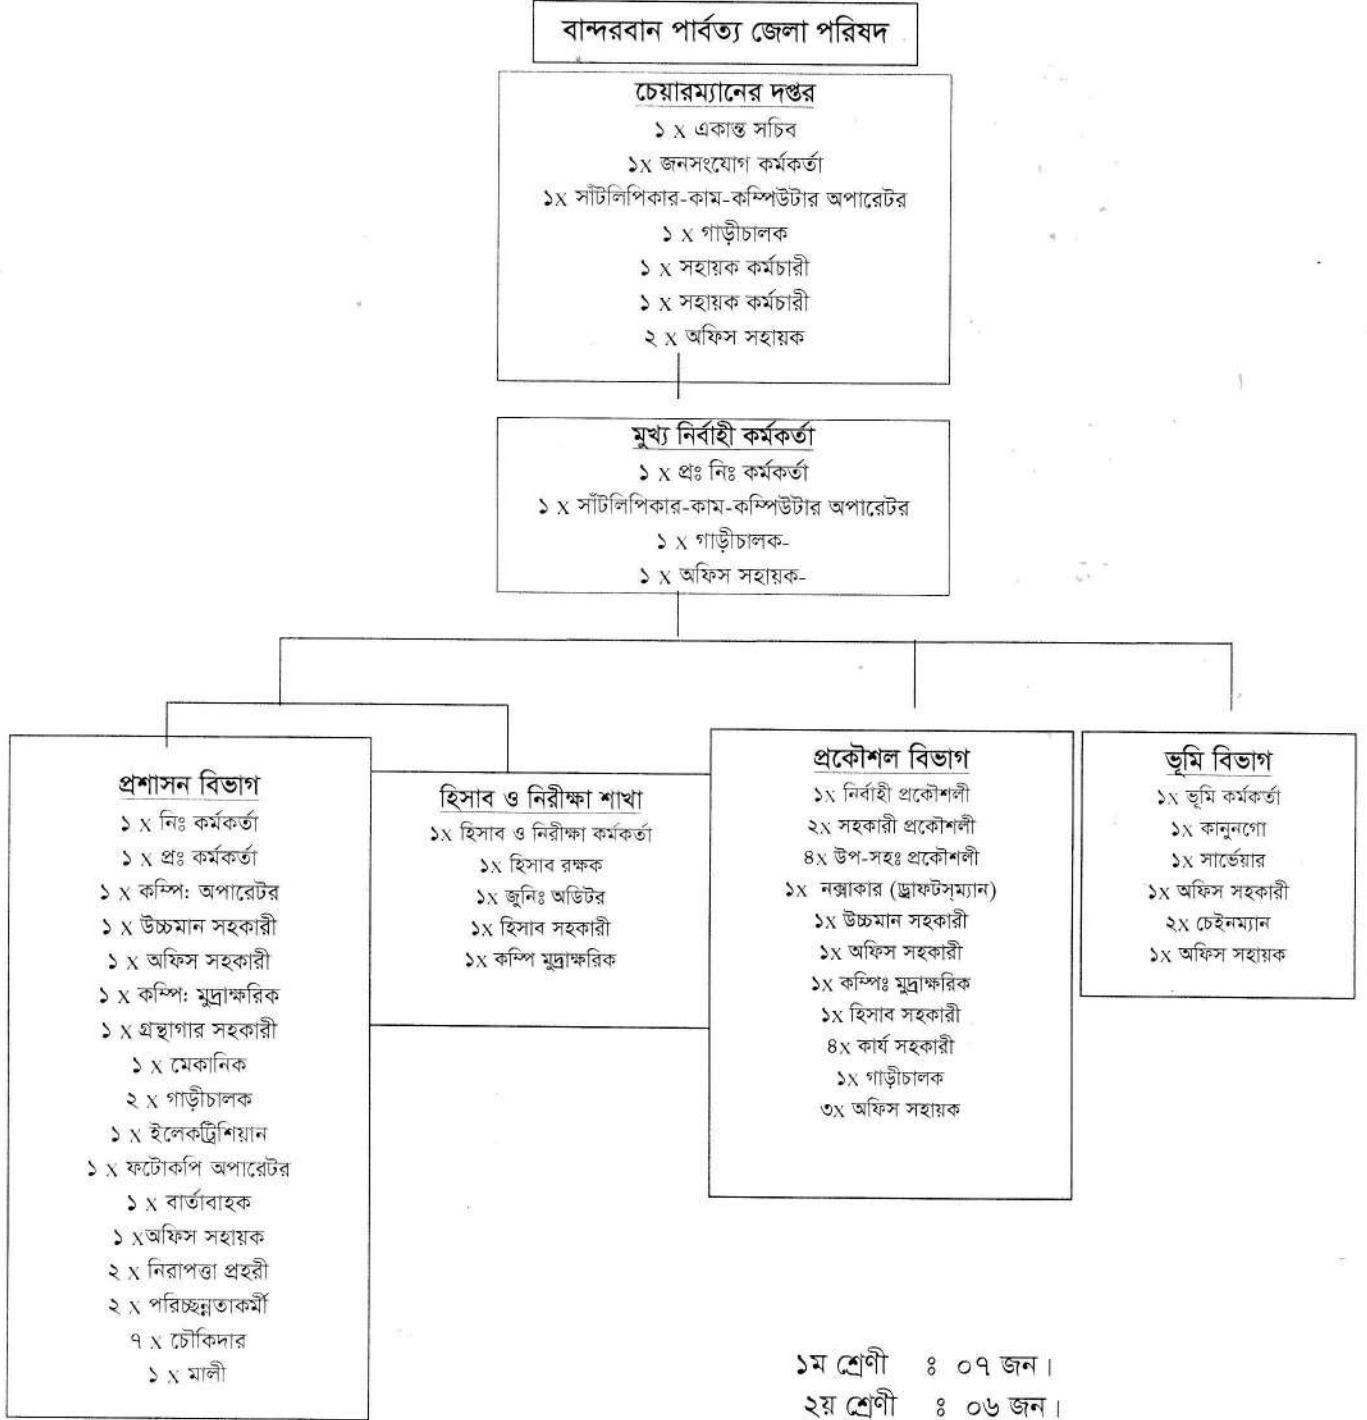 বান্দরবান পার্বত্য জেলা পরিষদ
চেয়ারম্যানের দপ্তর
১ x একান্ত সচিব
১x জনসংযোগ কর্মকর্তা
১x সাঁটলিপিকার-কাম-কম্পিউটার অপারেটর
১ x গাড়ীচালক
১ x সহায়ক কর্মচারী
১ x সহায়ক কর্মচারী
২ x অফিস সহায়ক
মুখ্য নির্বাহী কর্মকর্তা
১ x প্রঃ নিঃ কর্মকর্তা
১ x সাঁটলিপিকার-কাম-কম্পিউটার অপারেটর
১ x গাড়ীচালক-
১ x অফিস সহায়ক-
প্রশাসন বিভাগ
১ x নিঃ কর্মকর্তা
১ x প্রঃ কর্মকর্তা
১ x কম্পি: অপারেটর
১ x উচ্চমান সহকারী
১ x অফিস সহকারী
১ x কম্পি: মুদ্রাক্ষরিক
১ x গ্রন্থাগার সহকারী
১ x মেকানিক
২ x গাড়ীচালক
১ x ইলেকট্রিশিয়ান
১ x ফটোকপি অপারেটর
১ x বার্তাবাহক
১ xঅফিস সহায়ক
২ x নিরাপত্তা প্রহরী
২ x পরিচ্ছন্নতাকর্মী
৭ x চৌকিদার
১ x মালী
হিসাব ও নিরীক্ষা শাখা
১x হিসাব ও নিরীক্ষা কর্মকর্তা
১x হিসাব রক্ষক
১x জুনিঃ অডিটর
১x হিসাব সহকারী
১x কম্পি মুদ্রাক্ষরিক
প্রকৌশল বিভাগ
১x নির্বাহী প্রকৌশলী
২x সহকারী প্রকৌশলী
৪x উপ-সহঃ প্রকৌশলী
১x নক্সাকার (ড্রাফটস্‌ম্যান)
১x উচ্চমান সহকারী
১x অফিস সহকারী
১x কম্পিঃ মুদ্রাক্ষরিক
১x হিসাব সহকারী
৪x কার্য সহকারী
১x গাড়ীচালক
৩x অফিস সহায়ক
ভূমি বিভাগ
১x ভূমি কর্মকর্তা
১x কানুনগো
১x সার্ভেয়ার
১x অফিস সহকারী
২x চেইনম্যান
১x অফিস সহায়ক
১ম শ্রেণী ঃ ০৭ জন।
২য় শ্রেণী ঃ ০৬ জন।